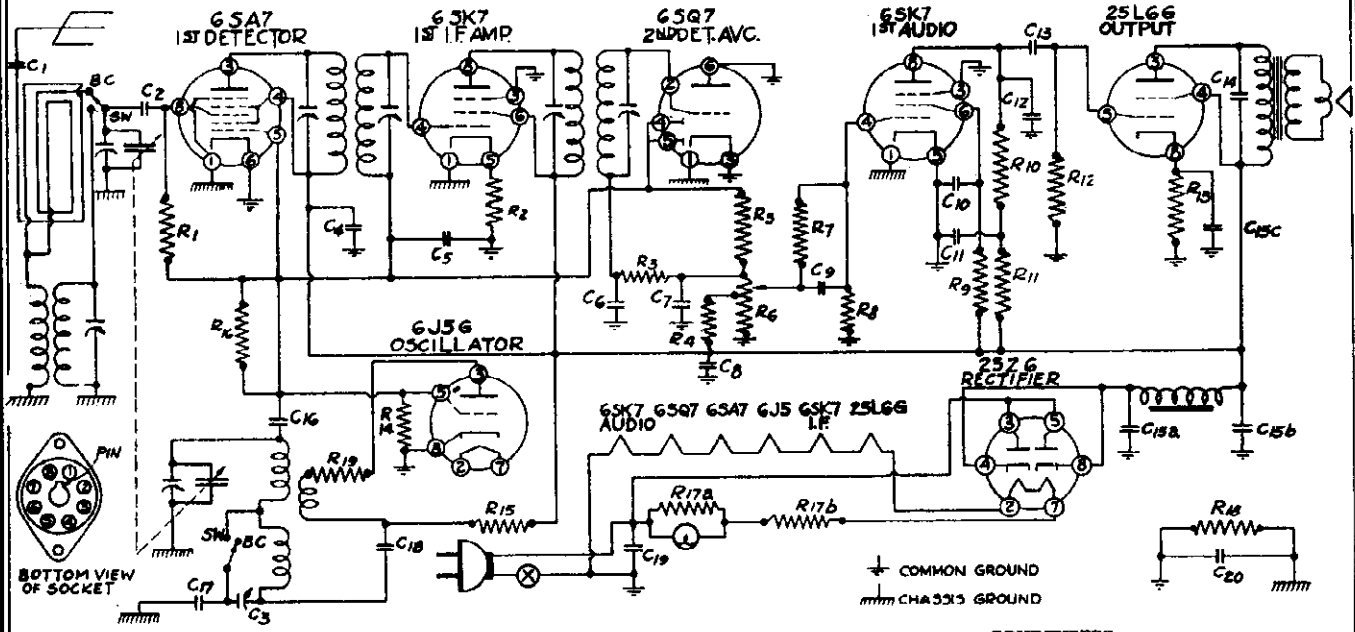 6SA7
1ST DETECTOR
6SK7
1ST I.F. AMP.
6SQ7
2ND DET. AVC.
6SK7
1ST AUDIO
25L6G
OUTPUT
C1
BC
SW
C2
R1
C4
C5
R2
R3
R5
C6
C7
R4
R6
C8
R7
C9
R8
C10
C11
R9
R10
R11
C12
C13
R12
R13
C14
C15C
R16
6J5G
OSCILLATOR
R14
C16
R19
R15
SW
BC
C17
C3
C18
C19
6SK7 6SQ7 6SA7 6J5 6SK7 25L6G
AUDIO I.F.
R17a
R17b
25Z6
RECTIFIER
C15a
C15b
R18
C20
PIN
BOTTOM VIEW
OF SOCKET
COMMON GROUND
CHASSIS GROUND